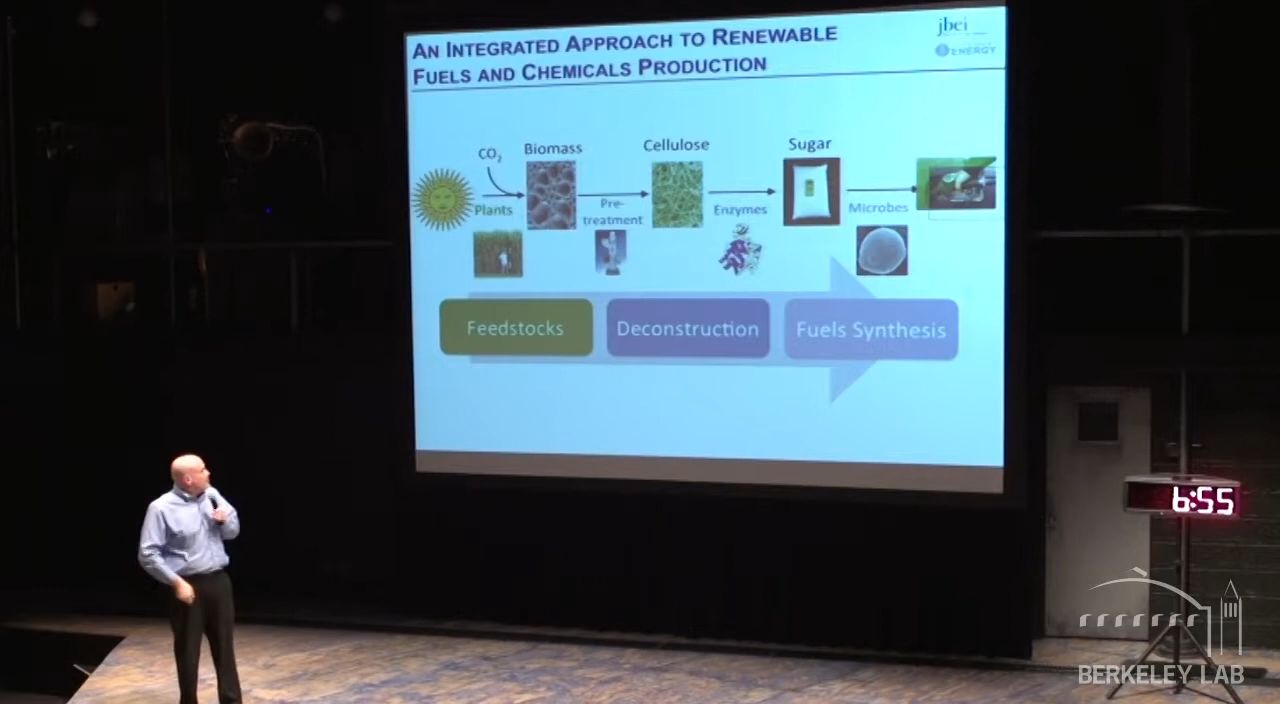 AN INTEGRATED APPROACH TO RENEWABLE
FUELS AND CHEMICALS PRODUCTION
jbei
ENERGY
CO2
Biomass
Cellulose
Sugar
Plants
Pre-
treatment
Enzymes
Microbes
Feedstocks
Deconstruction
Fuels Synthesis
6:55
BERKELEY LAB